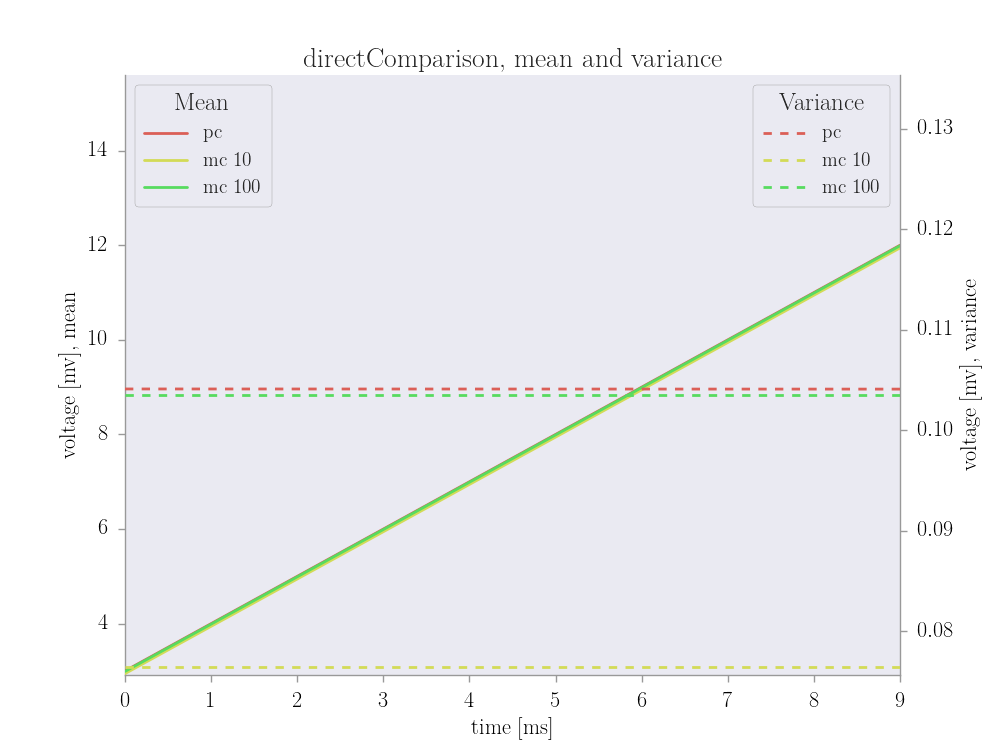 directComparison, mean and variance
Mean
pc
mc 10
mc 100
Variance
pc
mc 10
mc 100
voltage [mv], mean
14
12
10
8
6
4
0.13
0.12
0.11
0.10
0.09
0.08
voltage [mv], variance
0 1 2 3 4 5 6 7 8 9
time [ms]